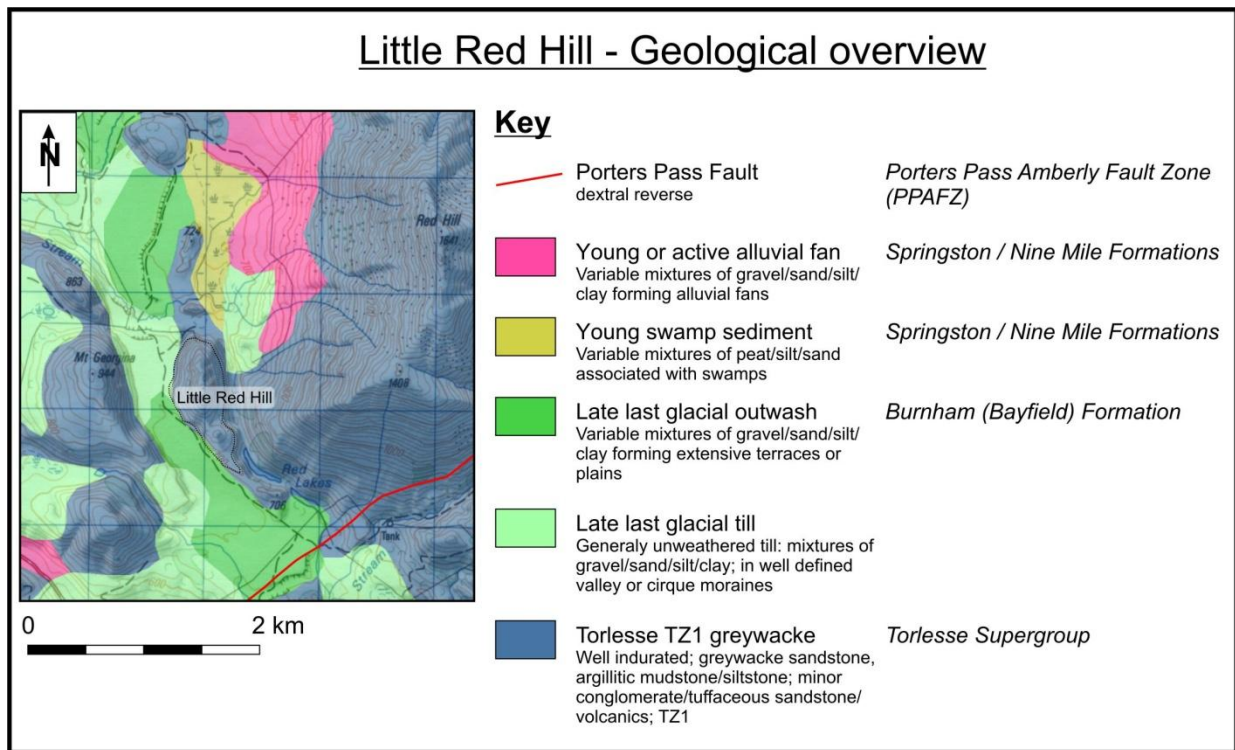 Little Red Hill - Geological overview
N
Key
Porters Pass Fault
dextral reverse
Porters Pass Amberly Fault Zone
(PPAFZ)
Young or active alluvial fan
Variable mixtures of gravel/sand/silt/
clay forming alluvial fans
Springston / Nine Mile Formations
Young swamp sediment
Variable mixtures of peat/silt/sand
associated with swamps
Springston / Nine Mile Formations
Late last glacial outwash
Variable mixtures of gravel/sand/silt/
clay forming extensive terraces or
plains
Burnham (Bayfield) Formation
Late last glacial till
Generaly unweathered till: mixtures of
gravel/sand/silt/clay; in well defined
valley or cirque moraines
Torlesse TZ1 greywacke
Well indurated; greywacke sandstone,
argillitic mudstone/siltstone; minor
conglomerate/tuffaceous sandstone/
volcanics; TZ1
Torlesse Supergroup
724
Red Hill
1641
Stream
863
Mt Georgina
944
1408
Little Red Hill
Red
Lakes
706
Tank
Stream
0
2 km